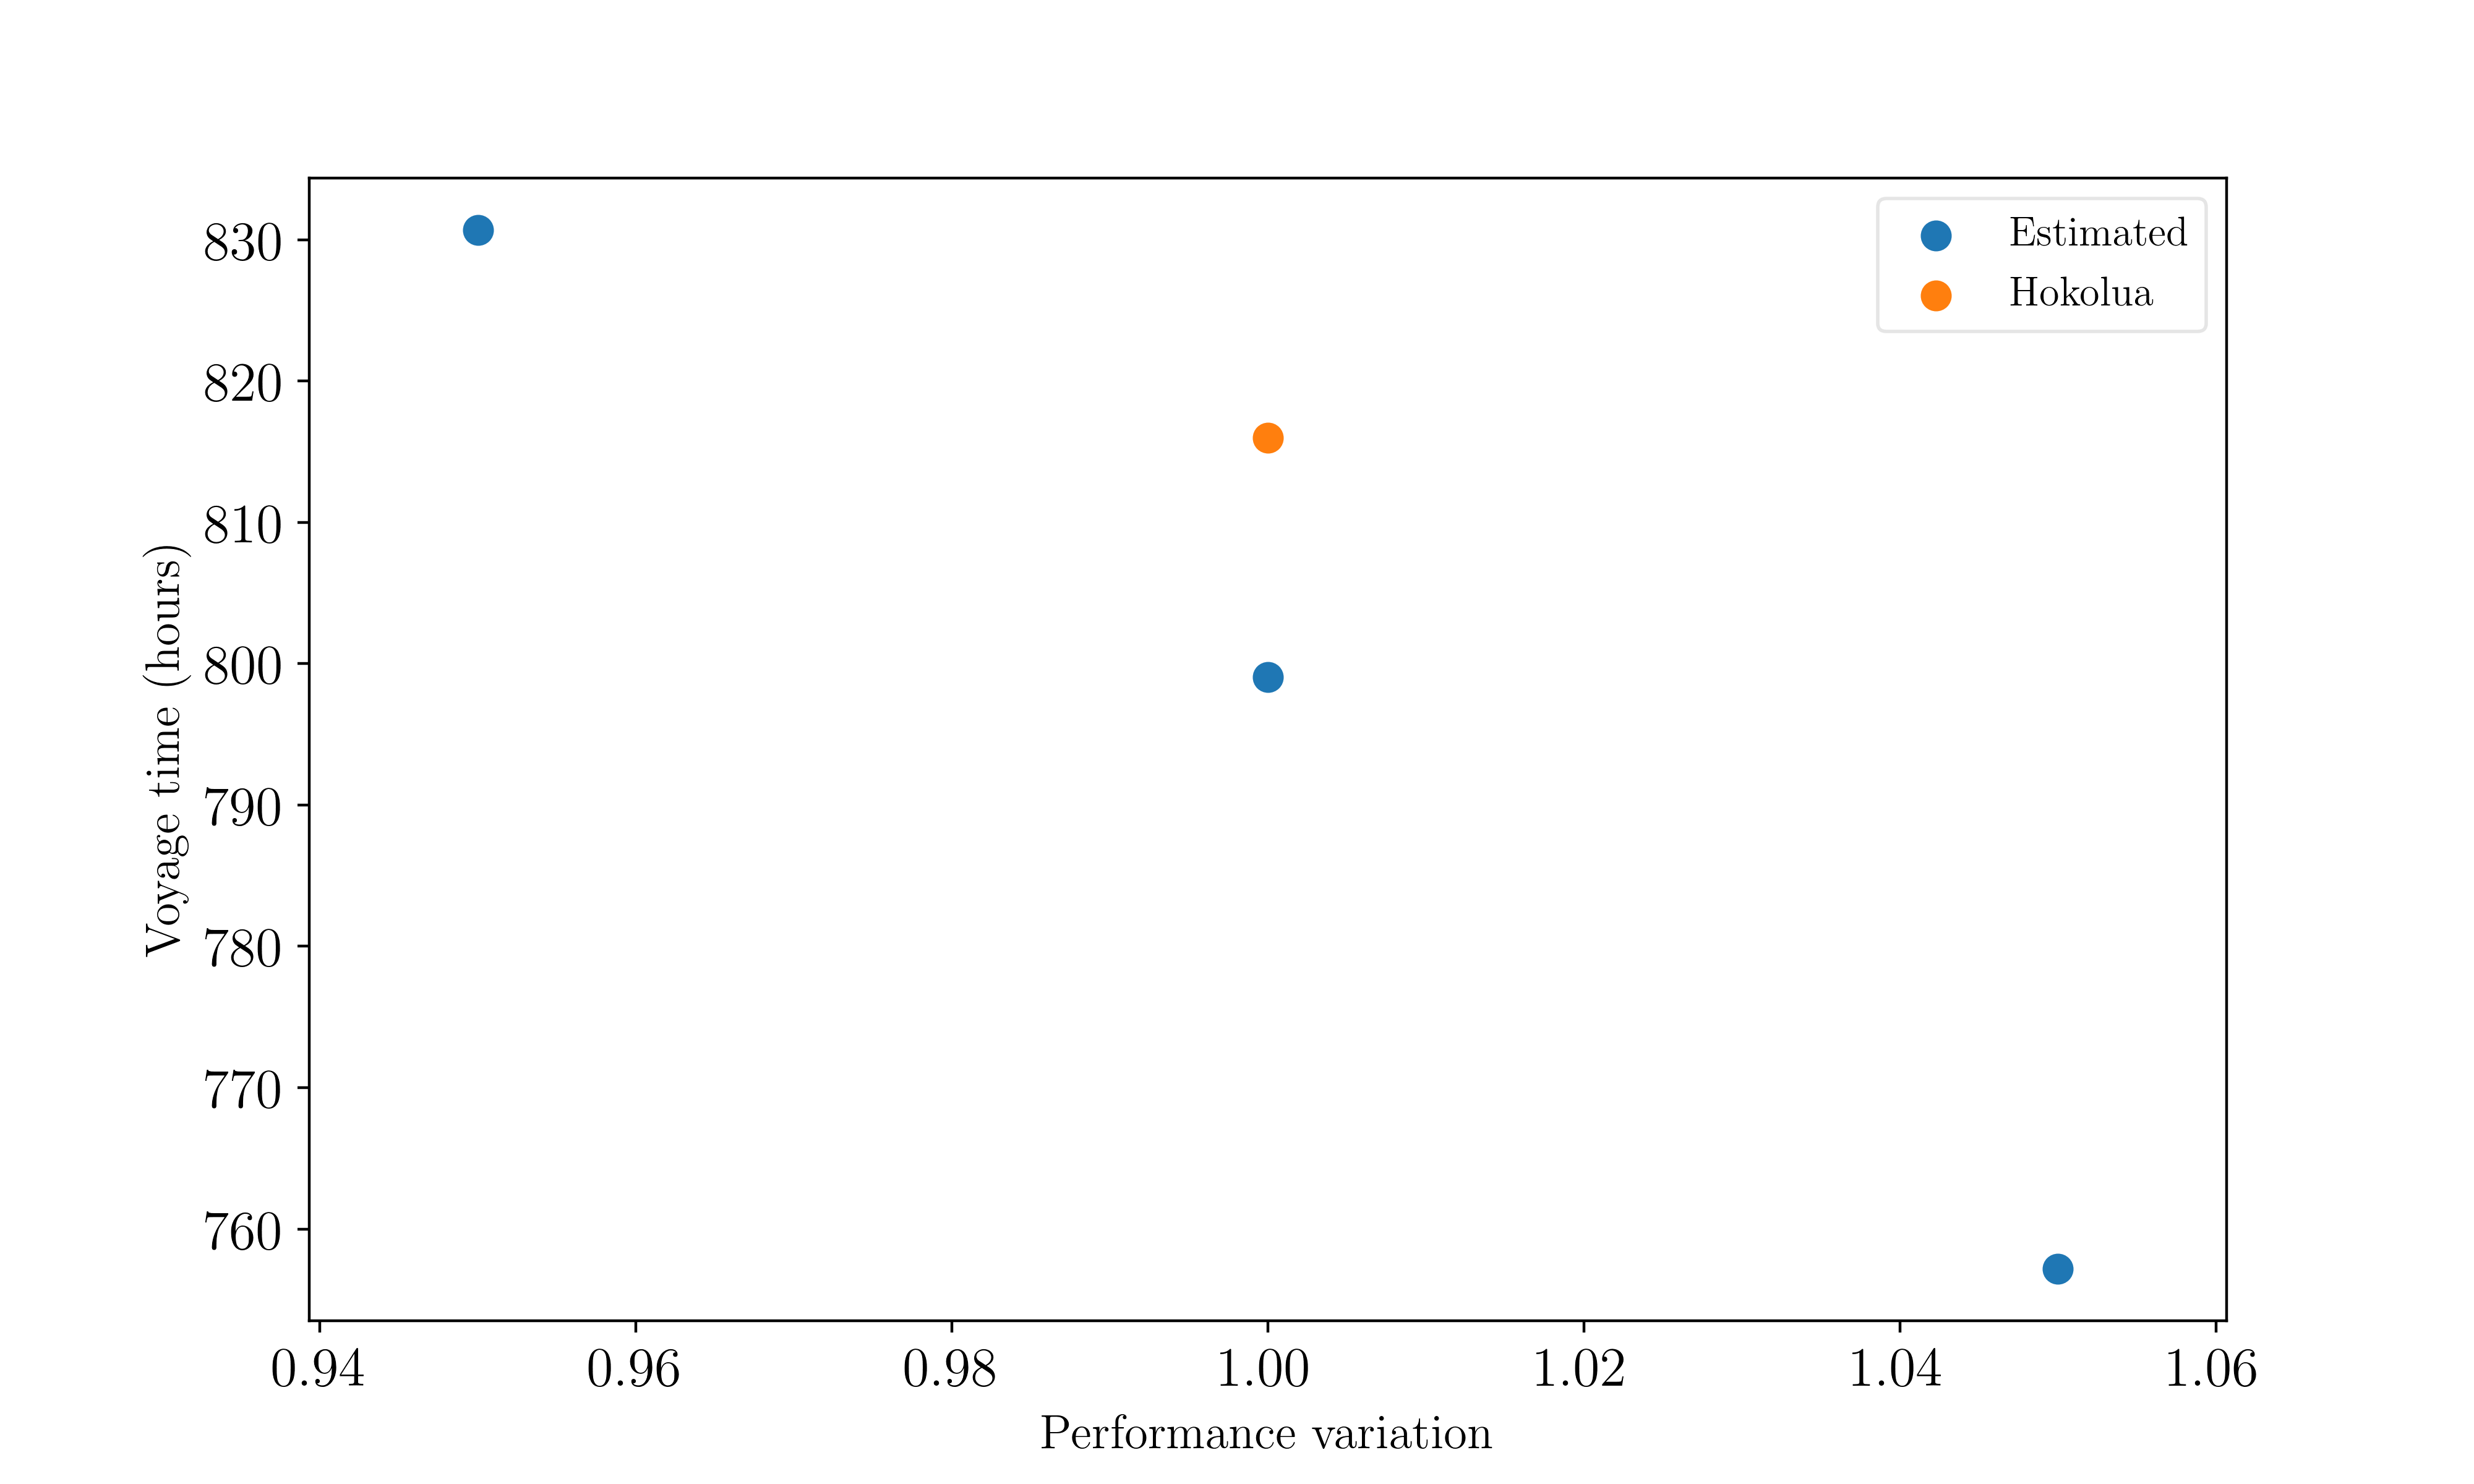 Estimated
Hokolua
830
820
810
800
790
780
770
760
Voyage time (hours)
0.94 0.96 0.98 1.00 1.02 1.04 1.06
Performance variation